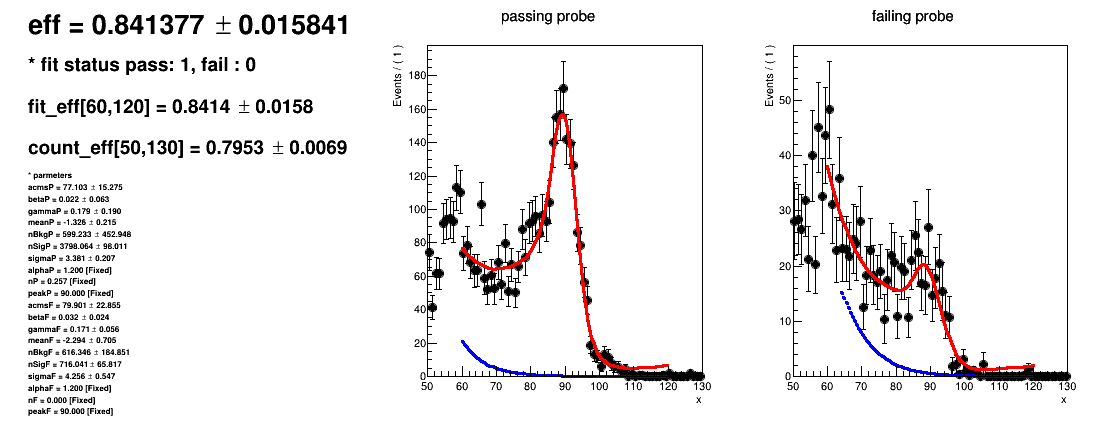 eff = 0.841377 ± 0.015841
* fit status pass: 1, fail : 0
fit_eff[60,120] = 0.8414 ± 0.0158
count_eff[50,130] = 0.7953 ± 0.0069
* parmeters
acmsP = 77.103 ± 15.275
betaP = 0.022 ± 0.063
gammaP = 0.179 ± 0.190
meanP = -1.326 ± 0.215
nBkgP = 599.233 ± 452.948
nSigP = 3798.064 ± 98.011
sigmaP = 3.381 ± 0.207
alphaP = 1.200 [Fixed]
nP = 0.257 [Fixed]
peakP = 90.000 [Fixed]
acmsF = 79.901 ± 22.855
betaF = 0.032 ± 0.024
gammaF = 0.171 ± 0.056
meanF = -2.294 ± 0.705
nBkgF = 616.346 ± 184.851
nSigF = 716.041 ± 65.817
sigmaF = 4.256 ± 0.547
alphaF = 1.200 [Fixed]
nF = 0.000 [Fixed]
peakF = 90.000 [Fixed]
passing probe
Events / ( 1 )
180
160
140
120
100
80
60
40
20
0
50 60 70 80 90 100 110 120 130
x
failing probe
Events / ( 1 )
50
40
30
20
10
0
50 60 70 80 90 100 110 120 130
x